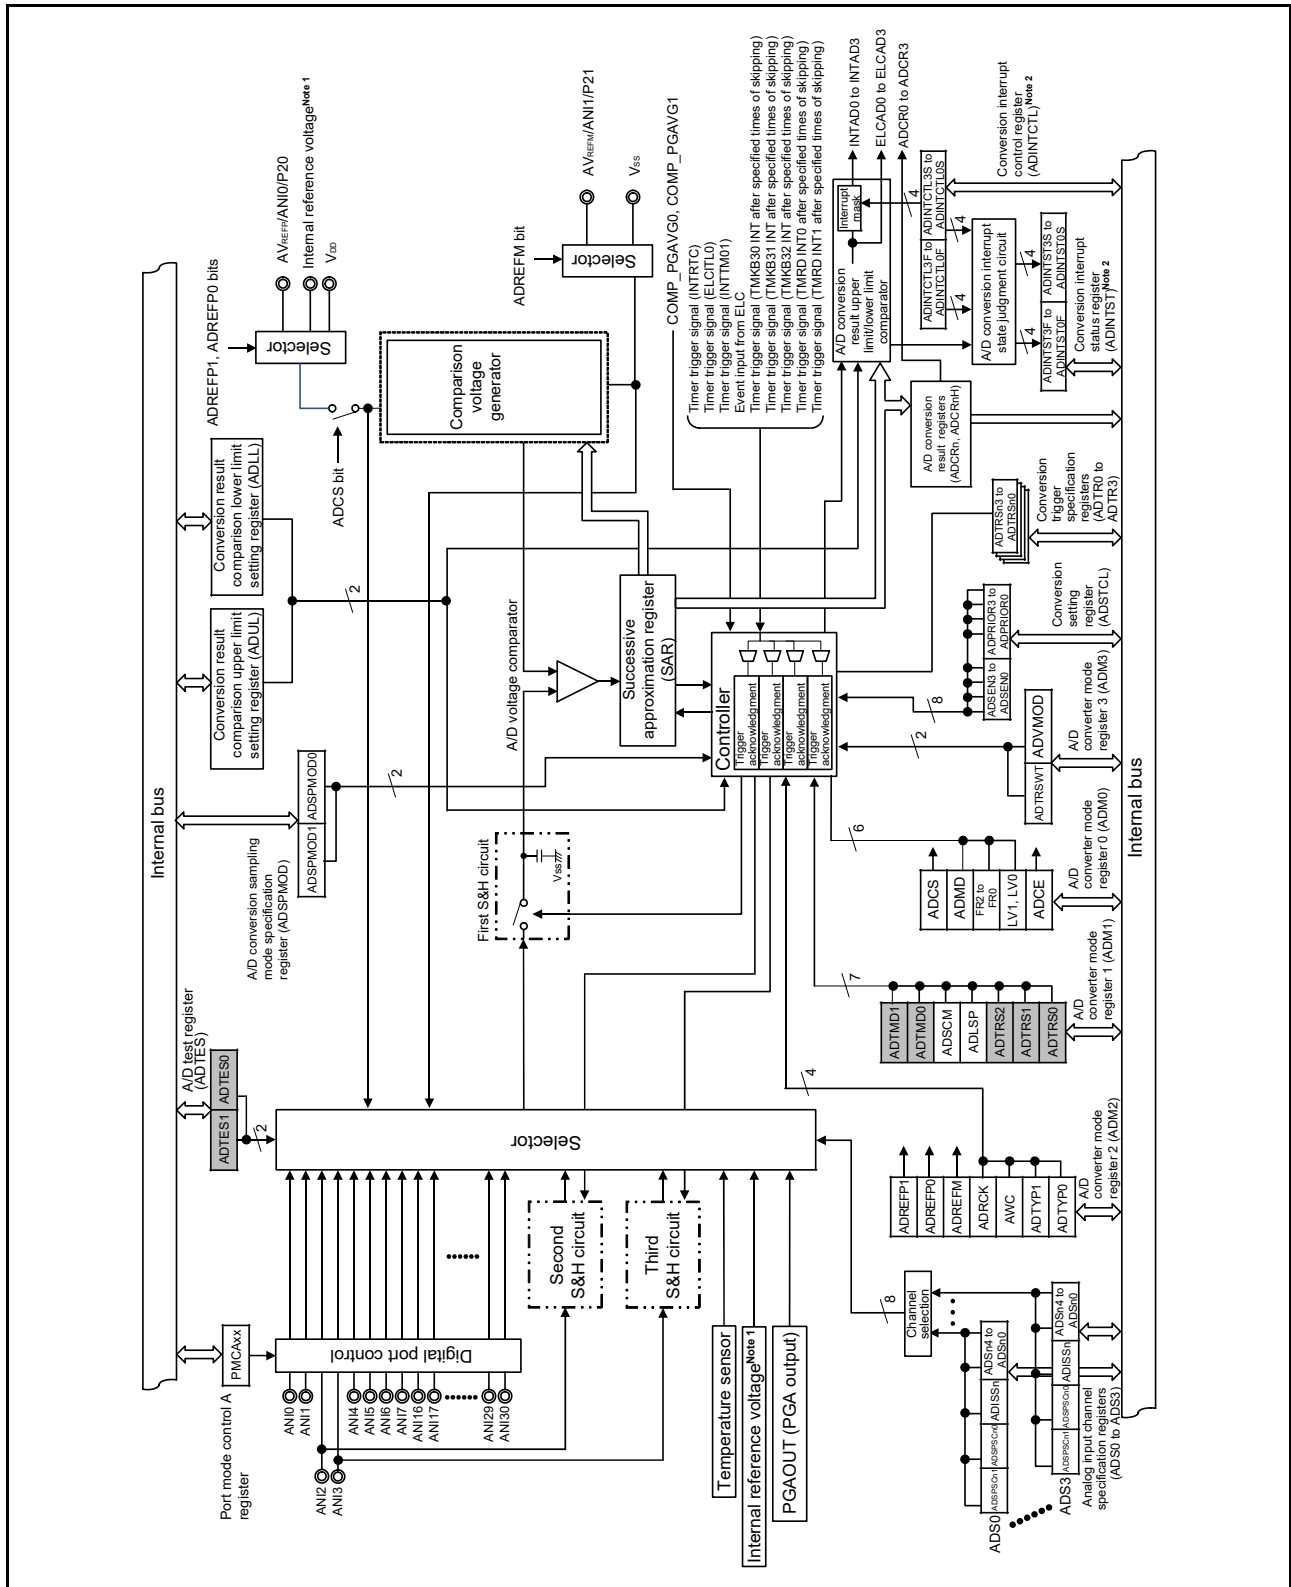 Internal bus
Port mode control A
register
PMCAxx
A/D test register
(ADTES)
ADTES1
ADTES0
2
A/D conversion sampling
mode specification
register (ADSPMOD)
ADSPMOD1
ADSPMOD0
2
Conversion result
comparison upper limit
setting register (ADUL)
Conversion result
comparison lower limit
setting register (ADLL)
2
ADREFP1, ADREFP0 bits
Selector
AVREFP/ANI0/P20
Internal reference voltageNote 1
VDD
ADCS bit
Comparison
voltage
generator
ADREFM bit
Selector
AVREFM/ANI1/P21
VSS
ANI0
ANI1
ANI2
ANI3
ANI4
ANI5
ANI6
ANI7
ANI16
ANI17
ANI29
ANI30
Digital port control
Selector
Second
S&H circuit
Third
S&H circuit
Temperature sensor
Internal reference voltageNote 1
PGAOUT (PGA output)
First S&H circuit
VSS
A/D voltage comparator
Successive
approximation register
(SAR)
Controller
Trigger
acknowledgment
Trigger
acknowledgment
Trigger
acknowledgment
Trigger
acknowledgment
COMP_PGAVG0, COMP_PGAVG1
Timer trigger signal (INTRTC)
Timer trigger signal (ELCITL0)
Timer trigger signal (INTTM01)
Event input from ELC
Timer trigger signal (TMKB30 INT after specified times of skipping)
Timer trigger signal (TMKB31 INT after specified times of skipping)
Timer trigger signal (TMKB32 INT after specified times of skipping)
Timer trigger signal (TMRD INT0 after specified times of skipping)
Timer trigger signal (TMRD INT1 after specified times of skipping)
A/D conversion
result upper
limit/lower limit
comparator
Interrupt
mask
INTAD0 to INTAD3
ELCAD0 to ELCAD3
ADCR0 to ADCR3
A/D conversion
result registers
(ADCRn, ADCRnH)
4
ADINTCTL3F to
ADINTCTL0F
ADINTCTL3S to
ADINTCTL0S
Conversion interrupt
control register
(ADINTCTL)Note 2
4
4
A/D conversion interrupt
state judgment circuit
4
4
ADINTST3F to
ADINTST0F
ADINTST3S to
ADINTST0S
Conversion interrupt
status register
(ADINTST)Note 2
8
Channel
selection
ADS0
ADSPSCn1
ADSPSCn0
ADISSn
ADSn4 to
ADSn0
ADS3
ADSPSCn1
ADSPSCn0
ADISSn
ADSn4 to
ADSn0
Analog input channel
specification registers
(ADS0 to ADS3)
4
ADREFP1
ADREFP0
ADREFM
ADRCK
AWC
ADTYP1
ADTYP0
A/D
converter mode
register 2 (ADM2)
7
ADTMD1
ADTMD0
ADSCM
ADLSP
ADTRS2
ADTRS1
ADTRS0
A/D
converter mode
register 1 (ADM1)
6
ADCS
ADMD
FR2 to
FR0
LV1, LV0
ADCE
A/D
converter mode
register 0 (ADM0)
2
ADTRSWT
ADVMOD
A/D
converter mode
register 3 (ADM3)
8
ADSEN3 to
ADSEN0
ADPRIOR3 to
ADPRIOR0
Conversion
setting
register
(ADSTCL)
ADTRSn3 to
ADTRSn0
Conversion
trigger
specification
registers
(ADTR0 to
ADTR3)
Internal bus